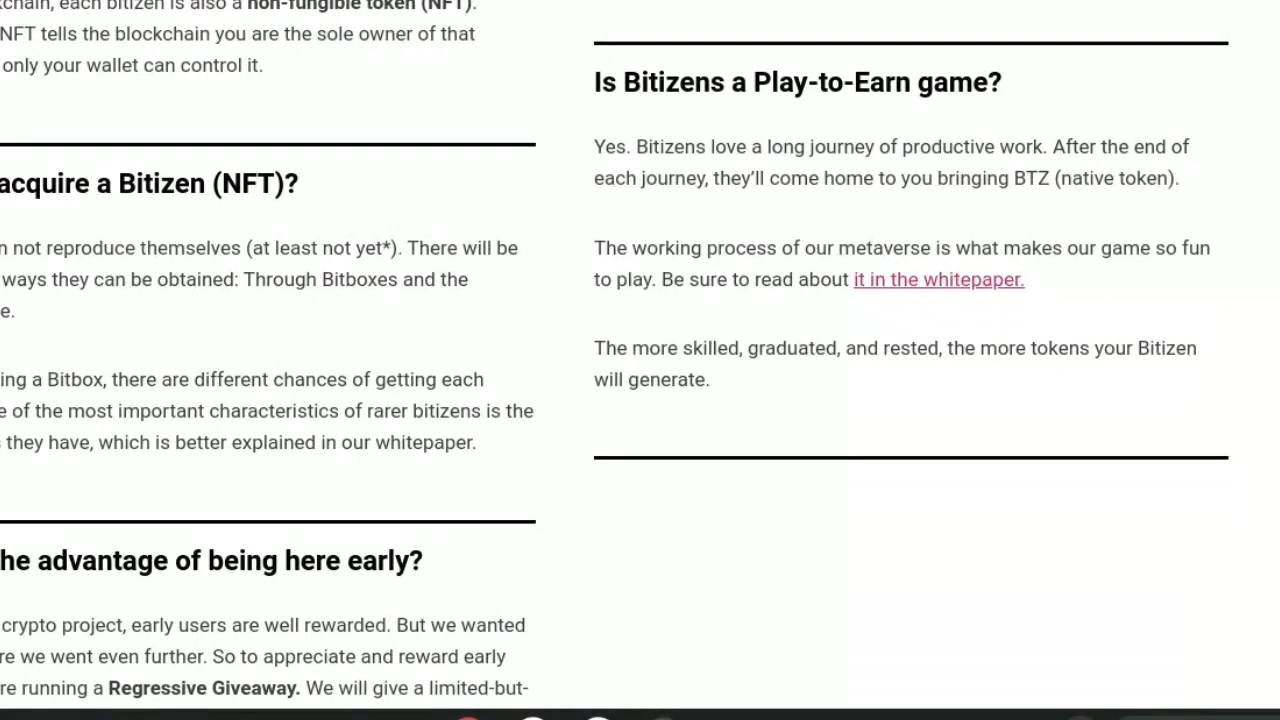 chain, each bitizen is also a non-fungible token (NFT).
NFT tells the blockchain you are the sole owner of that
only your wallet can control it.
acquire a Bitizen (NFT)?
n not reproduce themselves (at least not yet*). There will be
ways they can be obtained: Through Bitboxes and the
e.
ing a Bitbox, there are different chances of getting each
e of the most important characteristics of rarer bitizens is the
they have, which is better explained in our whitepaper.
he advantage of being here early?
crypto project, early users are well rewarded. But we wanted
re we went even further. So to appreciate and reward early
re running a Regressive Giveaway. We will give a limited-but-
Is Bitizens a Play-to-Earn game?
Yes. Bitizens love a long journey of productive work. After the end of
each journey, they’ll come home to you bringing BTZ (native token).
The working process of our metaverse is what makes our game so fun
to play. Be sure to read about it in the whitepaper.
The more skilled, graduated, and rested, the more tokens your Bitizen
will generate.